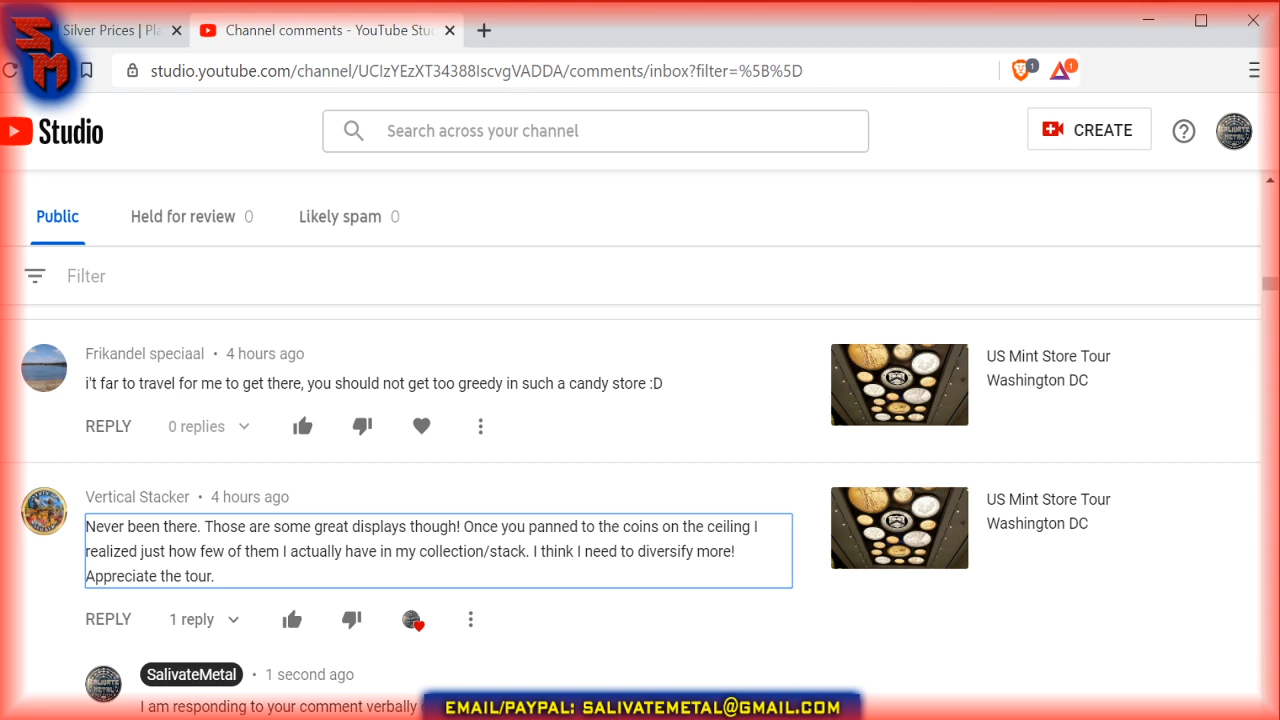 SM
Silver Prices | Pla
Channel comments - YouTube Stu
studio.youtube.com/channel/UCIzYEzXT34388IscvgVADDA/comments/inbox?filter=%5B%5D
1
1
Studio
Search across your channel
CREATE
SALIVATE METAL
Public
Held for review 0
Likely spam 0
Filter
Frikandel speciaal • 4 hours ago
i't far to travel for me to get there, you should not get too greedy in such a candy store :D
REPLY 0 replies
US Mint Store Tour
Washington DC
Vertical Stacker • 4 hours ago
Never been there. Those are some great displays though! Once you panned to the coins on the ceiling I
realized just how few of them I actually have in my collection/stack. I think I need to diversify more!
Appreciate the tour.
REPLY 1 reply
US Mint Store Tour
Washington DC
SalivateMetal • 1 second ago
I am responding to your comment verbally
EMAIL/PAYPAL: SALIVATEMETAL@GMAIL.COM